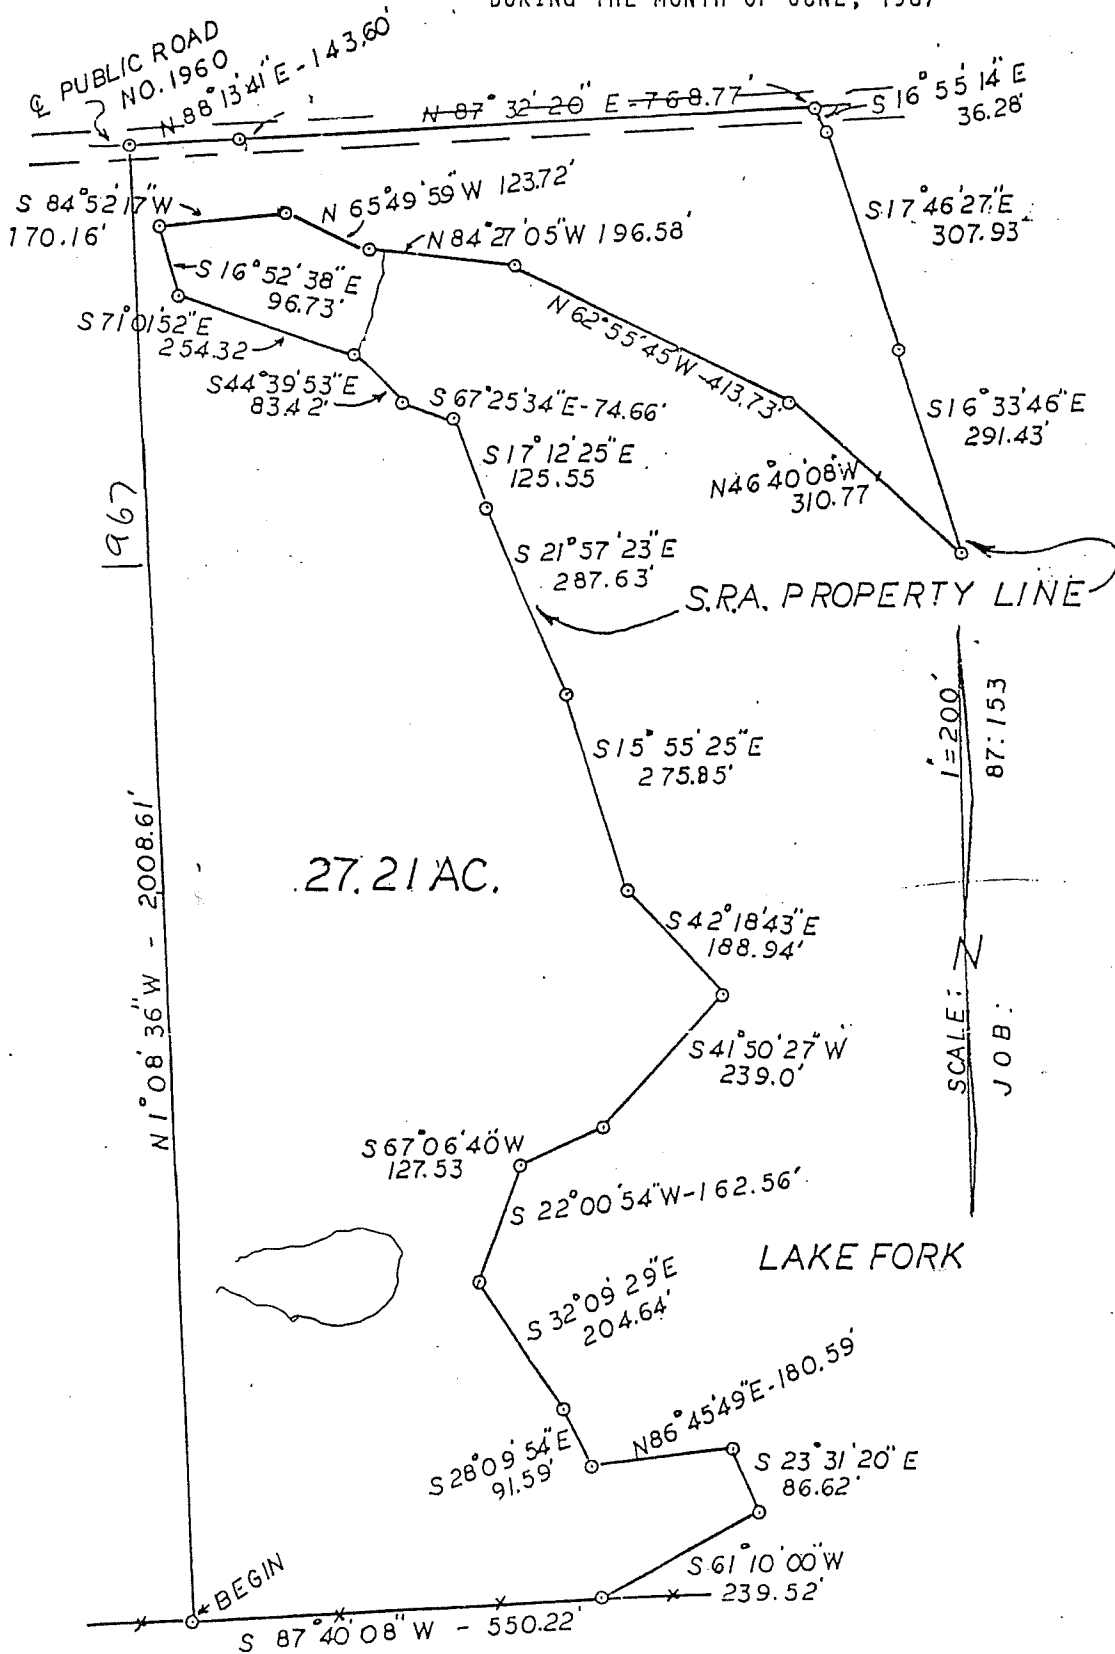 DURING THE MONTH OF JUNE, 1987
℄ PUBLIC ROAD
NO. 1960
N 88°13'41"E - 143.60'
N 87° 32' 26" E = 768.77'
S 16° 55' 14" E
36.28'
S 84°52'17"W
170.16'
N 65°49'59"W 123.72'
N 84°27'05"W 196.58'
S 17°46'27"E
307.93'
S 16°52'38"E
96.73'
S 71°01'52"E
254.32
N 62°55'45"W - 413.73'
S 44°39'53"E
83.42'
S 67°25'34"E - 74.66'
S 16°33'46"E
291.43'
S 17°12'25"E
125.55
N 46°40'08"W
310.77
1967
S 21°57'23"E
287.63'
S.R.A. PROPERTY LINE
S 15° 55' 25"E
275.85'
SCALE: 1"=200'
JOB: 87:153
N
N 1° 08' 36" W - 2008.61'
27.21 AC.
S 42°18'43"E
188.94'
S 41°50'27"W
239.0'
S 67°06'40"W
127.53
S 22°00'54"W - 162.56'
LAKE FORK
S 32°09'29"E
204.64'
N 86°45'49"E - 180.59'
S 28°09'54"E
91.59'
S 23°31'20"E
86.62'
S 61°10'00"W
239.52'
BEGIN
S 87°40'08"W - 550.22'